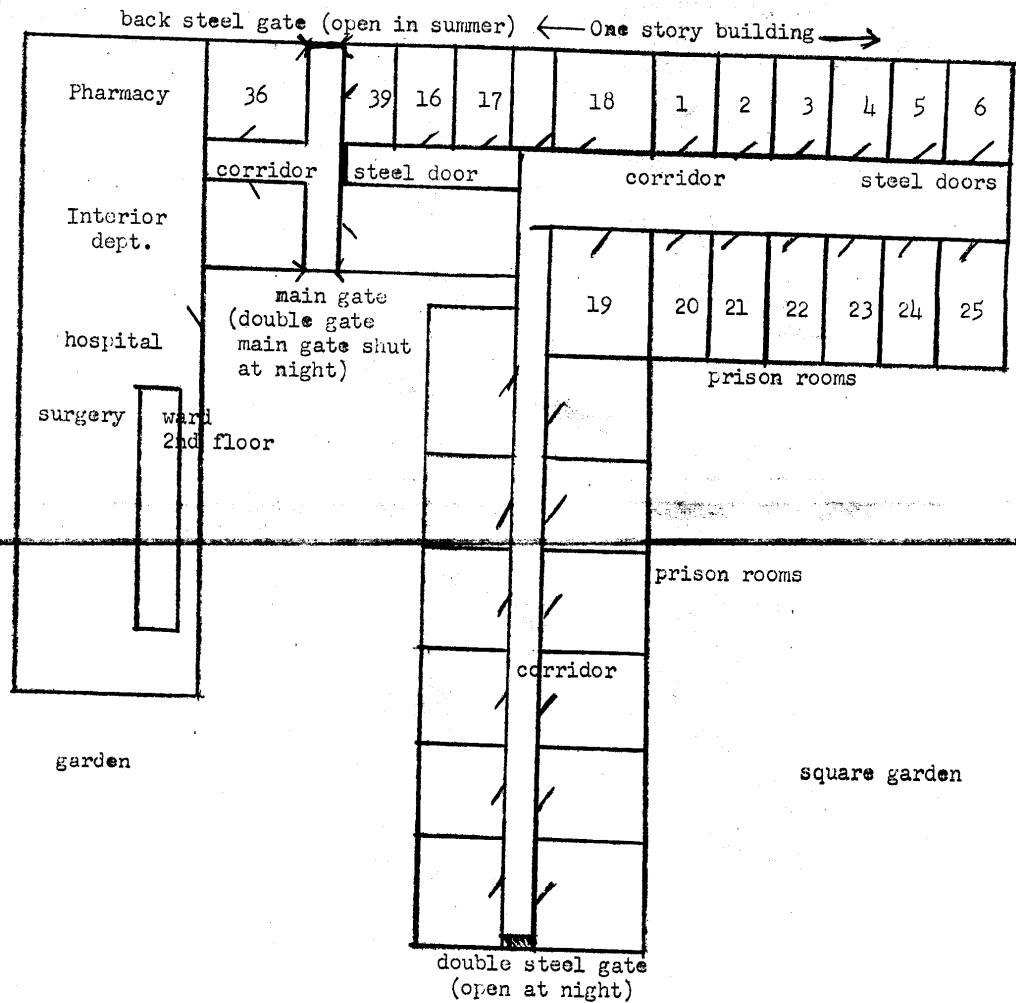 back steel gate (open in summer) One story building
Pharmacy 36 39 16 17 18 1 2 3 4 5 6
corridor steel door corridor steel doors
Interior
dept.
main gate
(double gate
main gate shut
at night)
19 20 21 22 23 24 25
hospital
prison rooms
surgery ward
2nd floor
prison rooms
corridor
garden
square garden
double steel gate
(open at night)